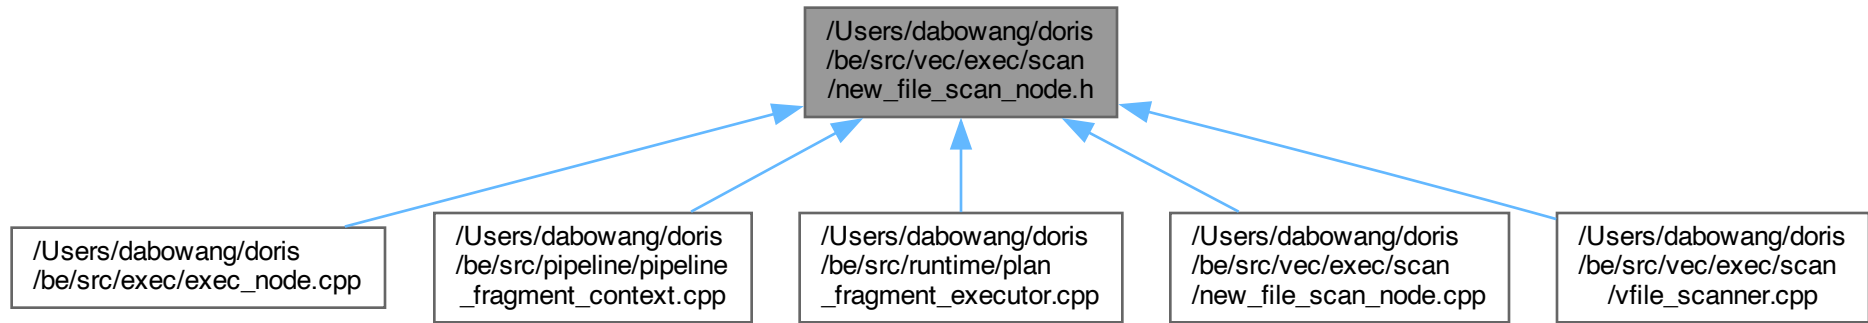 /Users/dabowang/doris
/be/src/vec/exec/scan
/new_file_scan_node.h
/Users/dabowang/doris
/be/src/exec/exec_node.cpp
/Users/dabowang/doris
/be/src/pipeline/pipeline
_fragment_context.cpp
/Users/dabowang/doris
/be/src/runtime/plan
_fragment_executor.cpp
/Users/dabowang/doris
/be/src/vec/exec/scan
/new_file_scan_node.cpp
/Users/dabowang/doris
/be/src/vec/exec/scan
/vfile_scanner.cpp